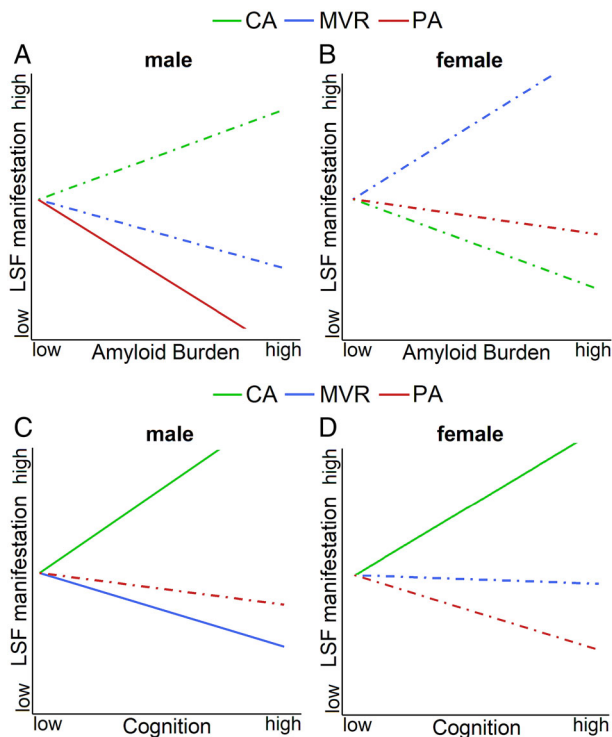 CA MVR PA
A male
B female
high
LSF manifestation
low
low Amyloid Burden high
high
LSF manifestation
low
low Amyloid Burden high
CA MVR PA
C male
D female
high
LSF manifestation
low
low Cognition high
high
LSF manifestation
low
low Cognition high